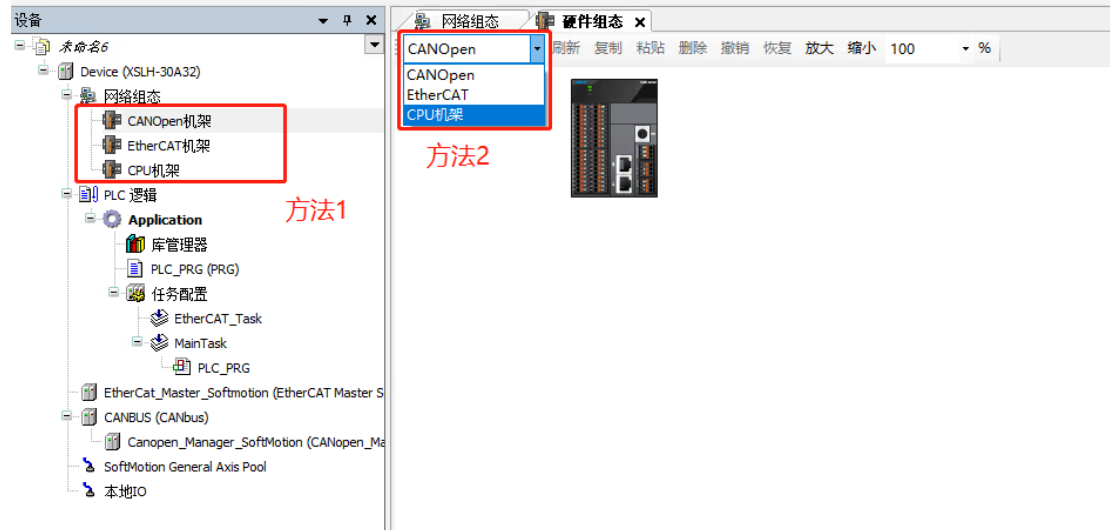 设备
未命名6
Device (XSLH-30A32)
网络组态
CANOpen机架
EtherCAT机架
CPU机架
PLC 逻辑
方法1
Application
库管理器
PLC_PRG (PRG)
任务配置
EtherCAT_Task
MainTask
PLC_PRG
EtherCat_Master_Softmotion (EtherCAT Master S
CANBUS (CANbus)
Canopen_Manager_SoftMotion (CANopen_Ma
SoftMotion General Axis Pool
本地IO
网络组态 硬件组态
CANOpen 刷新 复制 粘贴 删除 撤销 恢复 放大 缩小 100 %
CANOpen
EtherCAT
CPU机架
方法2